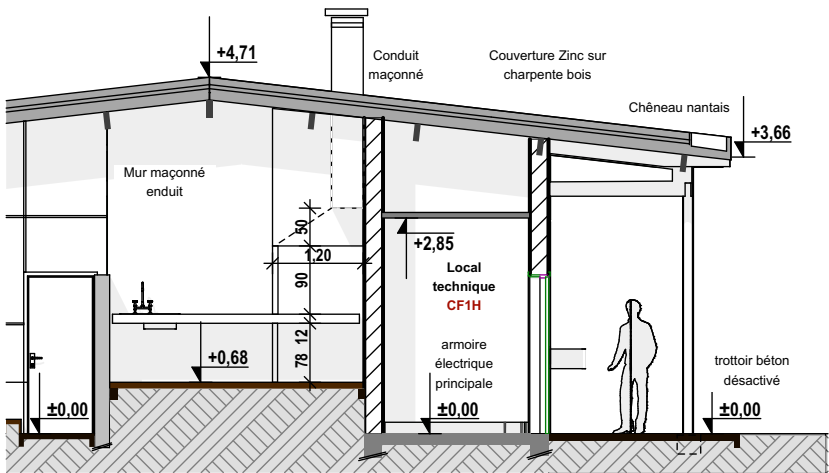 +4,71
Conduit
maçonné
Couverture Zinc sur
charpente bois
Chêneau nantais
+3,66
Mur maçonné
enduit
50
+2,85
1,20
90
Local
technique
CF1H
12
78
+0,68
armoire
électrique
principale
trottoir béton
désactivé
±0,00
±0,00
±0,00